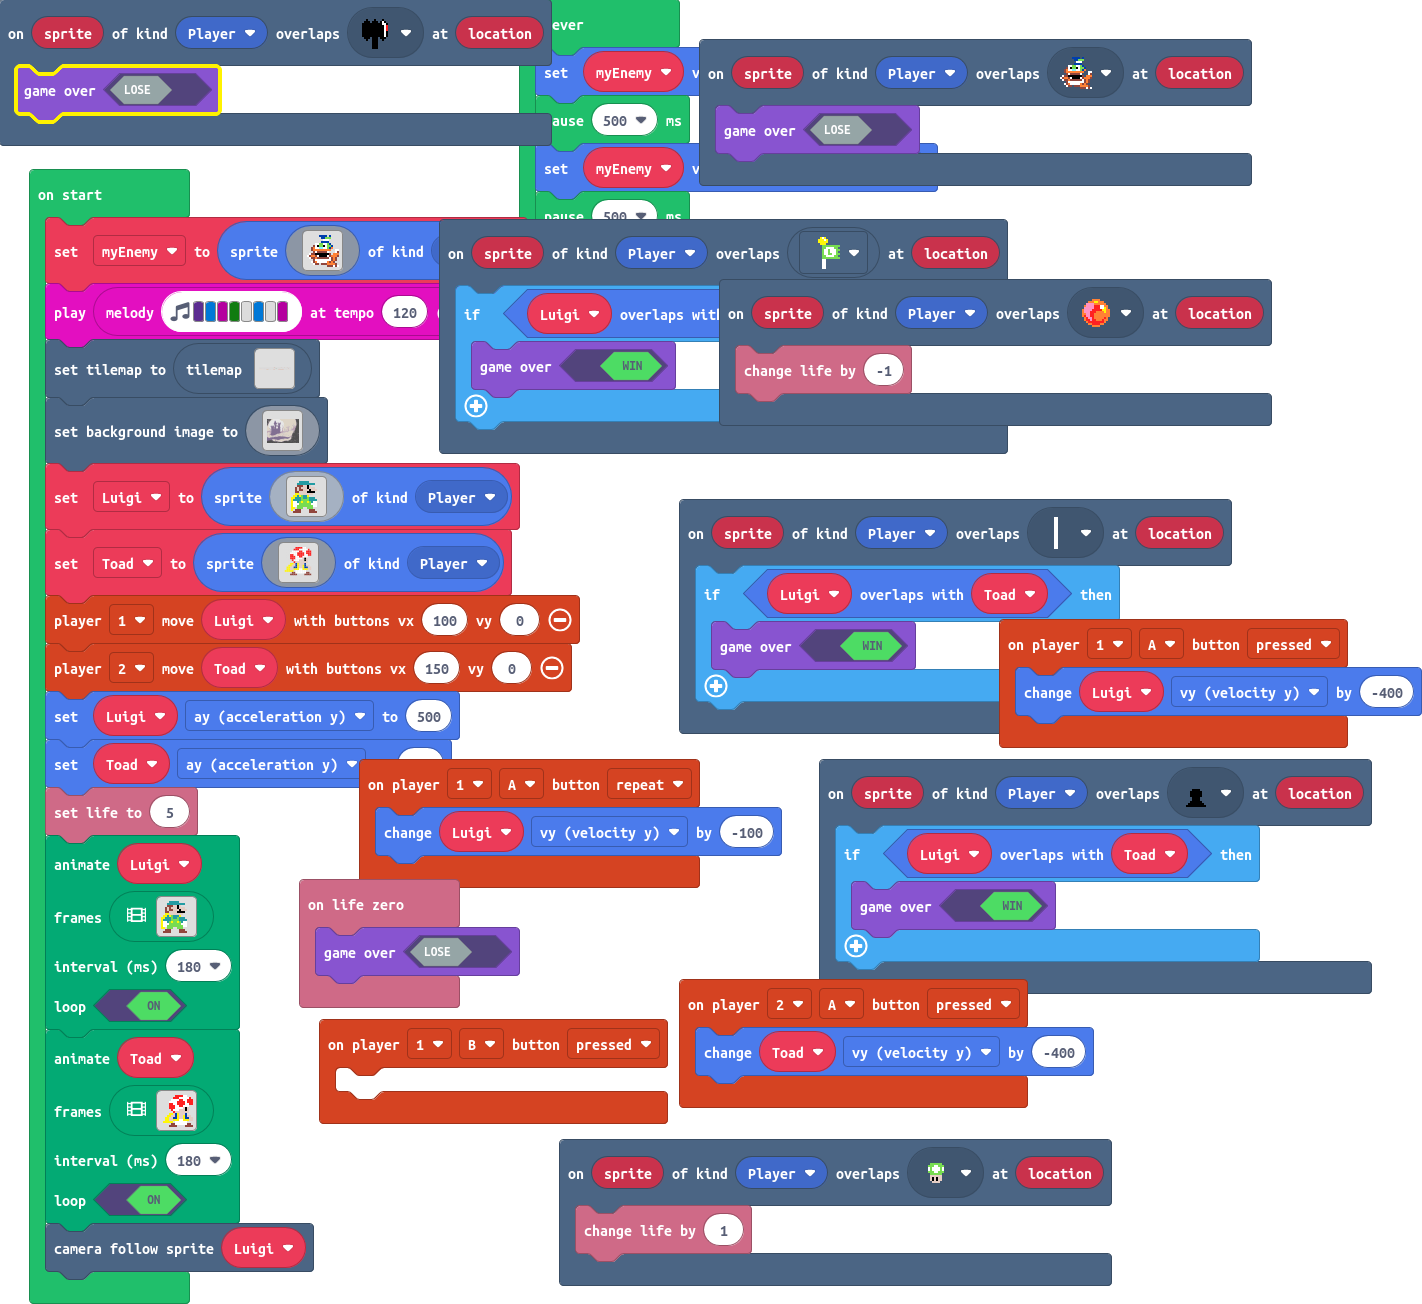 on sprite of kind Player overlaps at location
game over LOSE
ever
set myEnemy
ause 500 ms
set myEnemy
pause 500 ms
on sprite of kind Player overlaps at location
game over LOSE
on start
set myEnemy to sprite of kind
play melody at tempo 120
set tilemap to tilemap
set background image to
set Luigi to sprite of kind Player
set Toad to sprite of kind Player
player 1 move Luigi with buttons vx 100 vy 0
player 2 move Toad with buttons vx 150 vy 0
set Luigi ay (acceleration y) to 500
set Toad ay (acceleration y)
set life to 5
animate Luigi
frames
interval (ms) 180
loop ON
animate Toad
frames
interval (ms) 180
loop ON
camera follow sprite Luigi
on sprite of kind Player overlaps at location
if Luigi overlaps with
game over WIN
on sprite of kind Player overlaps at location
change life by -1
on sprite of kind Player overlaps at location
if Luigi overlaps with Toad then
game over WIN
on player 1 A button pressed
change Luigi vy (velocity y) by -400
on player 1 A button repeat
change Luigi vy (velocity y) by -100
on sprite of kind Player overlaps at location
if Luigi overlaps with Toad then
game over WIN
on life zero
game over LOSE
on player 2 A button pressed
change Toad vy (velocity y) by -400
on player 1 B button pressed
on sprite of kind Player overlaps at location
change life by 1